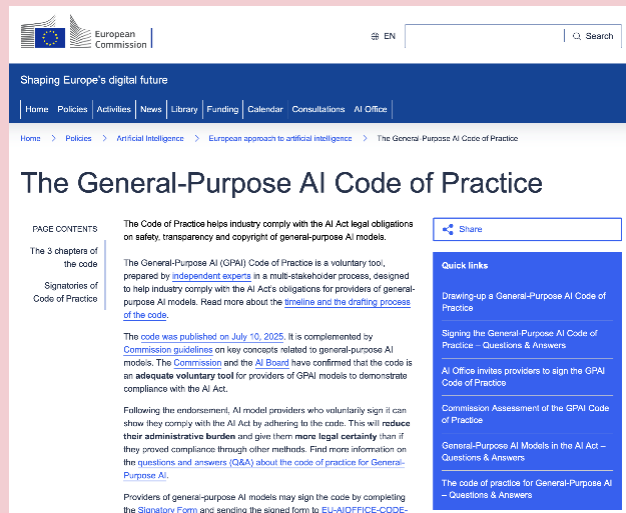 European
Commission
EN
Search
Shaping Europe's digital future
Home Policies Activities News Library Funding Calendar Consultations AI Office
Home > Policies > Artificial Intelligence > European approach to artificial intelligence > The General-Purpose AI Code of Practice
The General-Purpose AI Code of Practice
PAGE CONTENTS
The 3 chapters of
the code
Signatories of
Code of Practice
The Code of Practice helps industry comply with the AI Act legal obligations
on safety, transparency and copyright of general-purpose AI models.
The General-Purpose AI (GPAI) Code of Practice is a voluntary tool,
prepared by independent experts in a multi-stakeholder process, designed
to help industry comply with the AI Act's obligations for providers of general-
purpose AI models. Read more about the timeline and the drafting process
of the code.
The code was published on July 10, 2025. It is complemented by
Commission guidelines on key concepts related to general-purpose AI
models. The Commission and the AI Board have confirmed that the code is
an adequate voluntary tool for providers of GPAI models to demonstrate
compliance with the AI Act.
Following the endorsement, AI model providers who voluntarily sign it can
show they comply with the AI Act by adhering to the code. This will reduce
their administrative burden and give them more legal certainty than if
they proved compliance through other methods. Find more information on
the questions and answers (Q&A) about the code of practice for General-
Purpose AI.
Providers of general-purpose AI models may sign the code by completing
the Signatory Form and sending the signed form to EU-AIOFFICE-CODE-
Share
Quick links
Drawing-up a General-Purpose AI Code of
Practice
Signing the General-Purpose AI Code of
Practice – Questions & Answers
AI Office invites providers to sign the GPAI
Code of Practice
Commission Assessment of the GPAI Code
of Practice
General-Purpose AI Models in the AI Act –
Questions & Answers
The code of practice for General-Purpose AI
– Questions & Answers